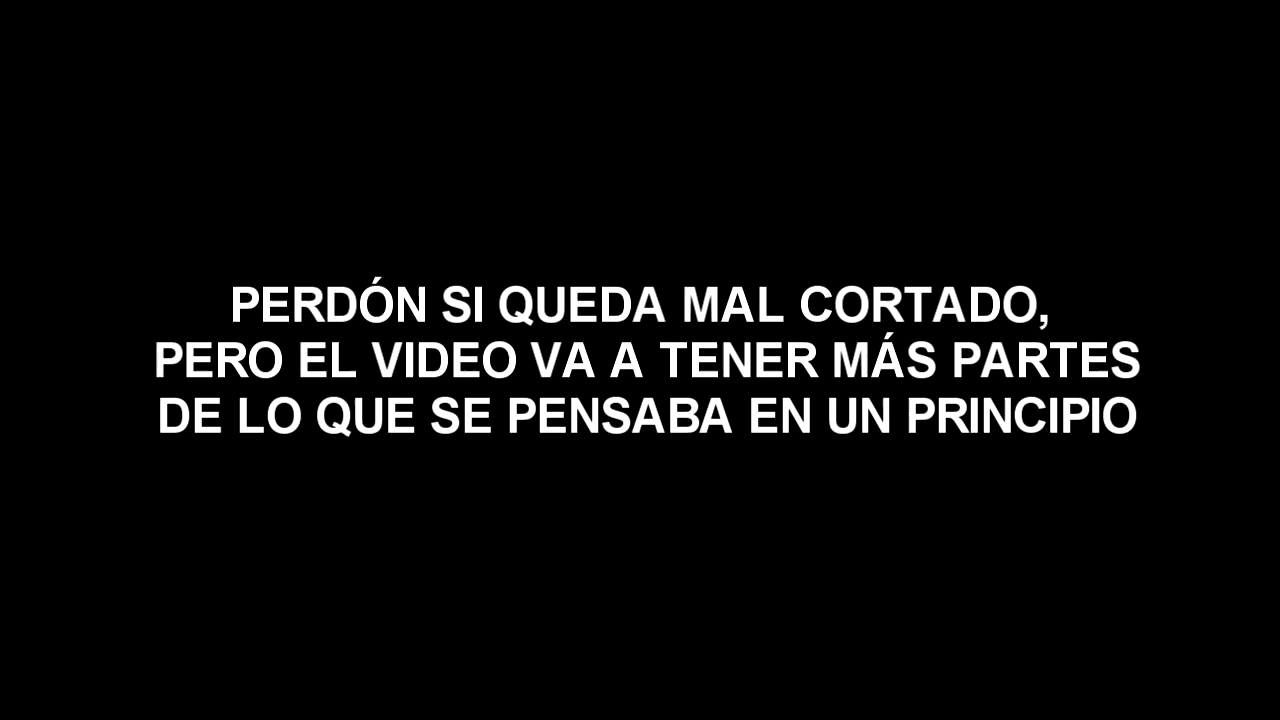 PERDÓN SI QUEDA MAL CORTADO,
PERO EL VIDEO VA A TENER MÁS PARTES
DE LO QUE SE PENSABA EN UN PRINCIPIO